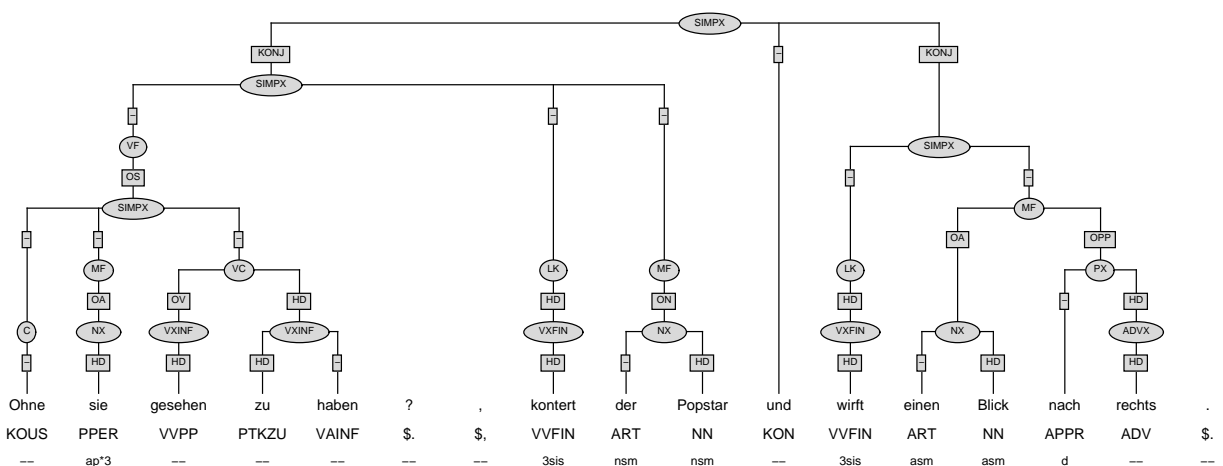 SIMPX
KONJ – KONJ
SIMPX
– – –
VF SIMPX
OS – –
SIMPX MF
– – – OA OPP
MF VC LK MF LK PX
OA OV HD HD ON HD – HD
C NX VXINF VXINF VXFIN NX VXFIN NX ADVX
– HD HD HD – HD – HD HD – HD HD
Ohne sie gesehen zu haben ? , kontert der Popstar und wirft einen Blick nach rechts .
KOUS PPER VVPP PTKZU VAINF $. $, VVFIN ART NN KON VVFIN ART NN APPR ADV $.
–– ap*3 –– –– –– –– –– 3sis nsm nsm –– 3sis asm asm d –– ––